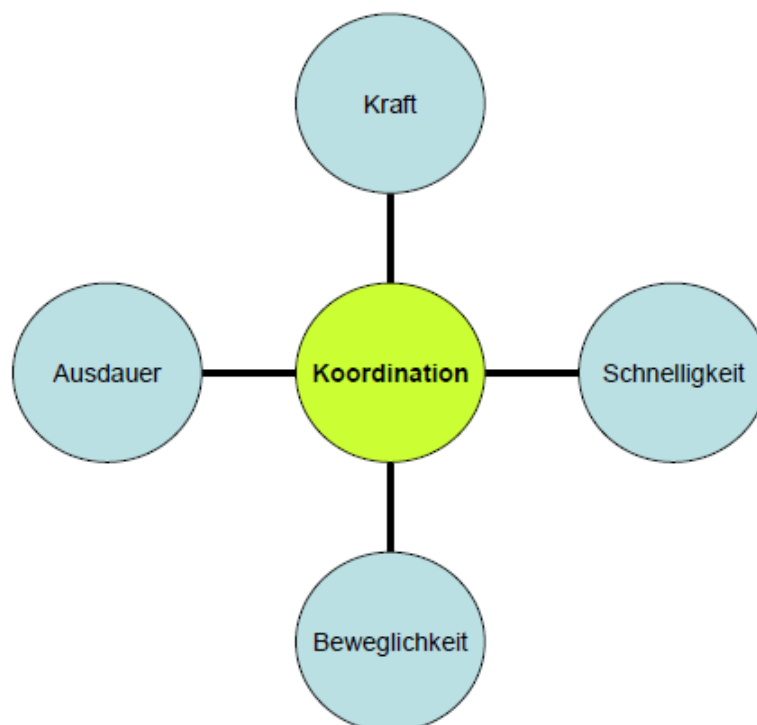 Kraft
Ausdauer
Koordination
Schnelligkeit
Beweglichkeit